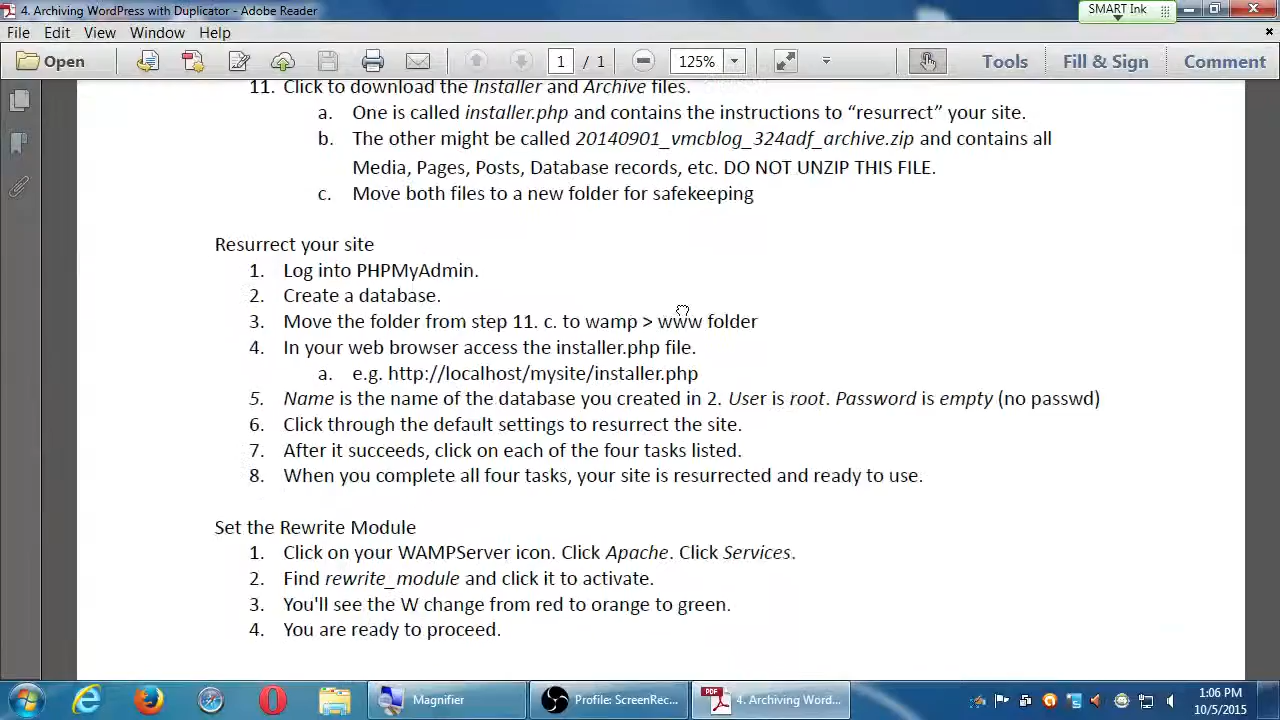 4. Archiving WordPress with Duplicator - Adobe Reader
SMART Ink
File Edit View Window Help
Open 1 / 1 125% Tools Fill & Sign Comment
11. Click to download the Installer and Archive files.
a. One is called installer.php and contains the instructions to “resurrect” your site.
b. The other might be called 20140901_vmcblog_324adf_archive.zip and contains all
Media, Pages, Posts, Database records, etc. DO NOT UNZIP THIS FILE.
c. Move both files to a new folder for safekeeping
Resurrect your site
1. Log into PHPMyAdmin.
2. Create a database.
3. Move the folder from step 11. c. to wamp > www folder
4. In your web browser access the installer.php file.
a. e.g. http://localhost/mysite/installer.php
5. Name is the name of the database you created in 2. User is root. Password is empty (no passwd)
6. Click through the default settings to resurrect the site.
7. After it succeeds, click on each of the four tasks listed.
8. When you complete all four tasks, your site is resurrected and ready to use.
Set the Rewrite Module
1. Click on your WAMPServer icon. Click Apache. Click Services.
2. Find rewrite_module and click it to activate.
3. You'll see the W change from red to orange to green.
4. You are ready to proceed.
Magnifier Profile: ScreenRec... PDF 4. Archiving Word... 1:06 PM
10/5/2015